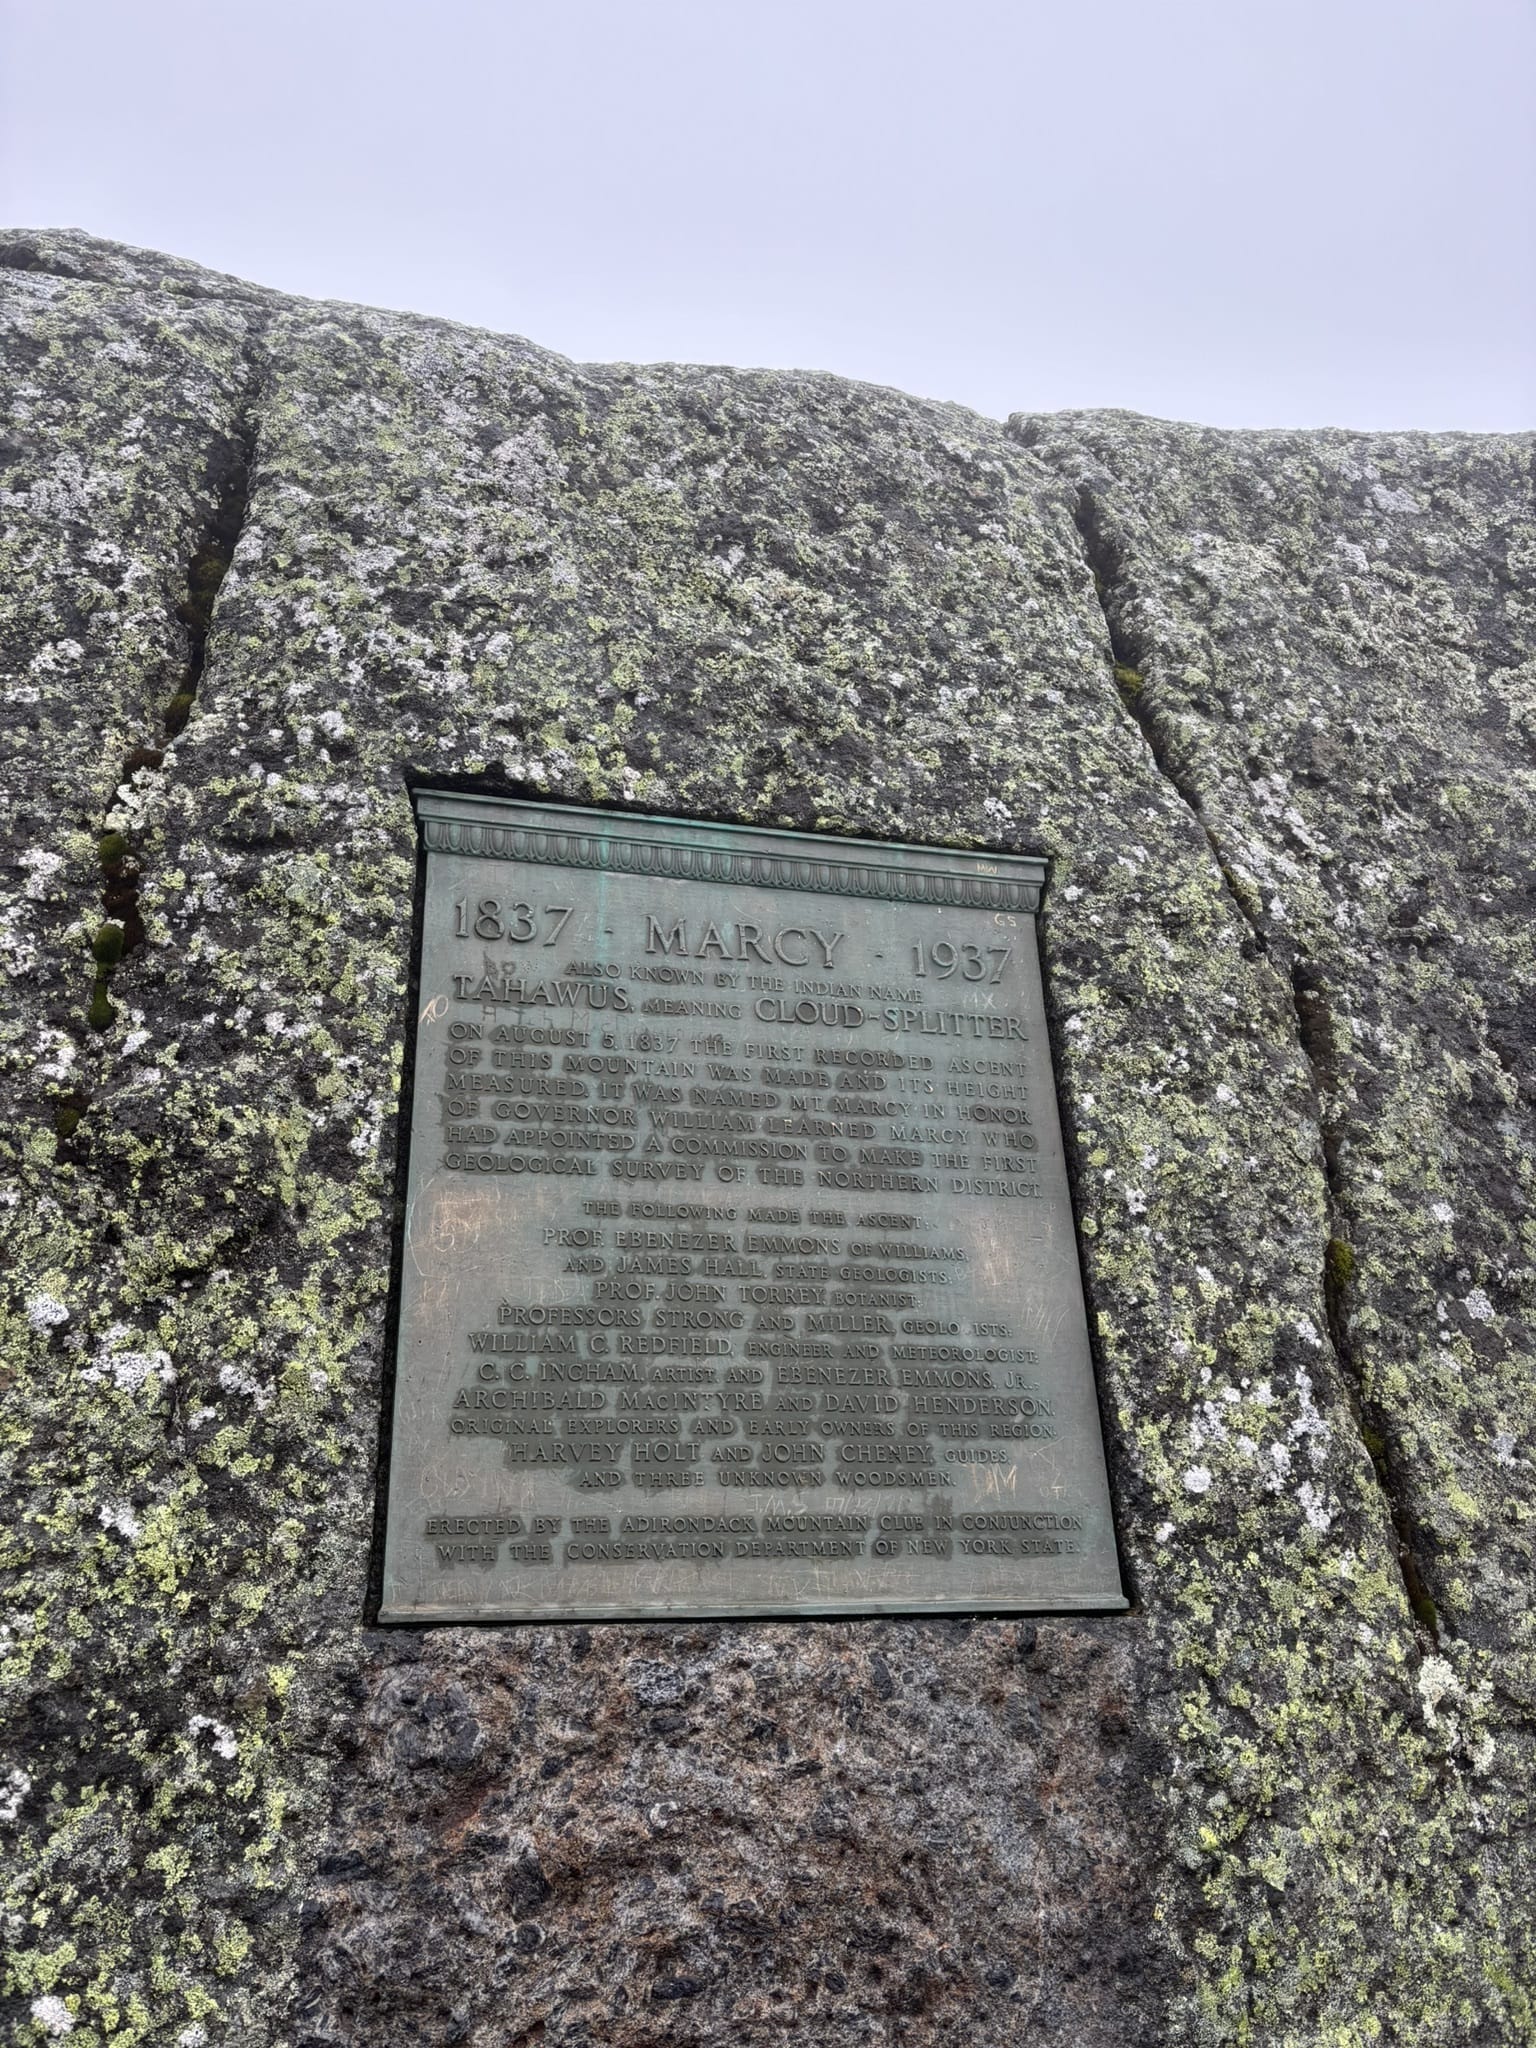 1837 · MARCY · 1937
ALSO KNOWN BY THE INDIAN NAME
TAHAWUS, MEANING CLOUD-SPLITTER
ON AUGUST 5, 1837 THE FIRST RECORDED ASCENT
OF THIS MOUNTAIN WAS MADE AND ITS HEIGHT
MEASURED. IT WAS NAMED MT. MARCY IN HONOR
OF GOVERNOR WILLIAM LEARNED MARCY WHO
HAD APPOINTED A COMMISSION TO MAKE THE FIRST
GEOLOGICAL SURVEY OF THE NORTHERN DISTRICT.
THE FOLLOWING MADE THE ASCENT:
PROF. EBENEZER EMMONS OF WILLIAMS,
AND JAMES HALL, STATE GEOLOGISTS;
PROF. JOHN TORREY, BOTANIST;
PROFESSORS STRONG AND MILLER, GEOLO ISTS;
WILLIAM C. REDFIELD, ENGINEER AND METEOROLOGIST;
C. C. INGHAM, ARTIST, AND EBENEZER EMMONS, JR.;
ARCHIBALD MACINTYRE AND DAVID HENDERSON,
ORIGINAL EXPLORERS AND EARLY OWNERS OF THIS REGION;
HARVEY HOLT AND JOHN CHENEY, GUIDES,
AND THREE UNKNOWN WOODSMEN.
ERECTED BY THE ADIRONDACK MOUNTAIN CLUB IN CONJUNCTION
WITH THE CONSERVATION DEPARTMENT OF NEW YORK STATE.